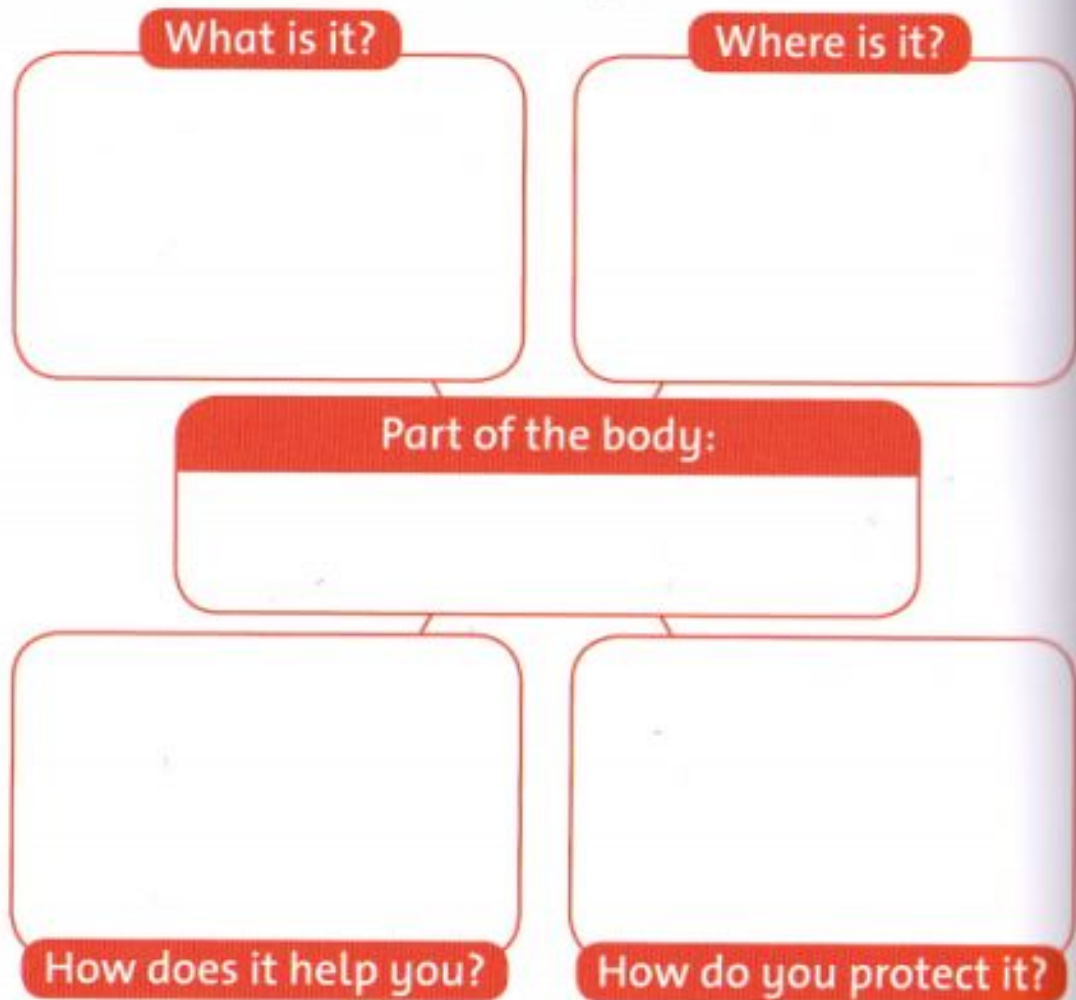 What is it?
Where is it?
Part of the body:
How does it help you?
How do you protect it?